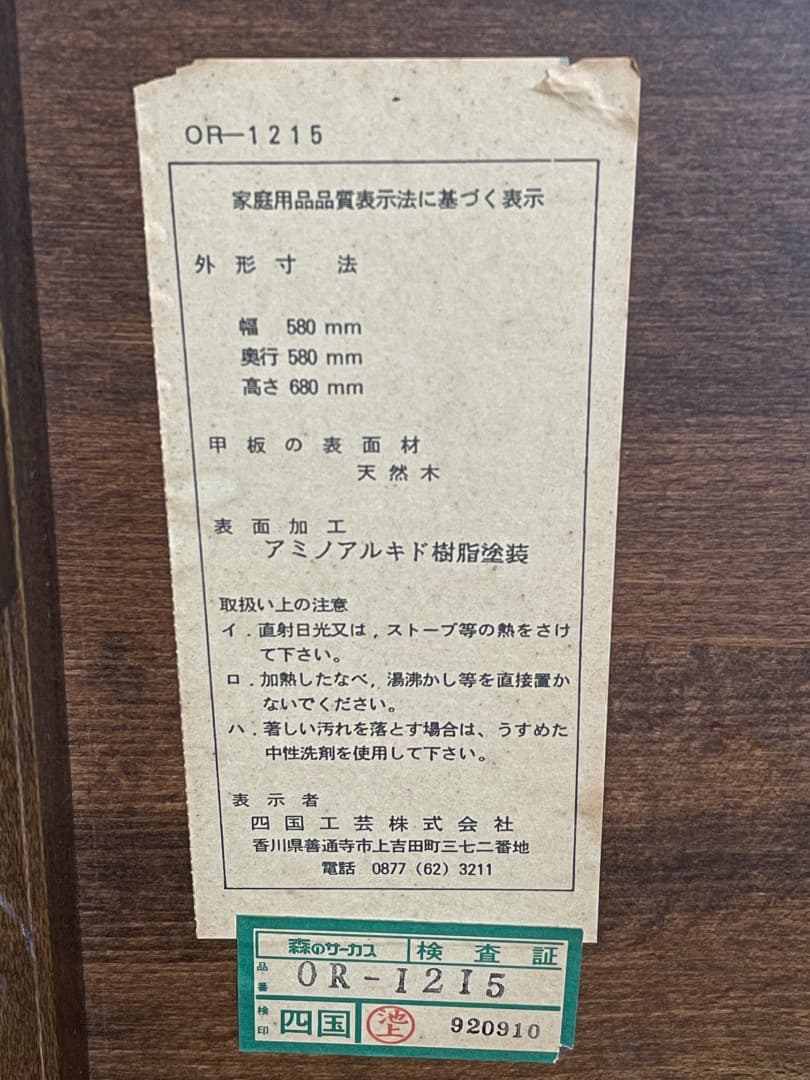 OR-1215
家庭用品品質表示法に基づく表示
外形寸 法
幅 580 mm
奥行 580 mm
高さ 680 mm
甲板の表面材
天然木
表面加工
アミノアルキド樹脂塗装
取扱い上の注意
イ.直射日光又は,ストーブ等の熱をさけ
て下さい。
ロ.加熱したなべ,湯沸かし等を直接置か
ないでください。
ハ.著しい汚れを落とす場合は、うすめた
中性洗剤を使用して下さい。
表示者
四国工芸株式会社
香川県善通寺市上吉田町三七二番地
電話 0877(62)3211
森のサーカス 検査証
品番 OR-1215
検印 四国 池上 920910